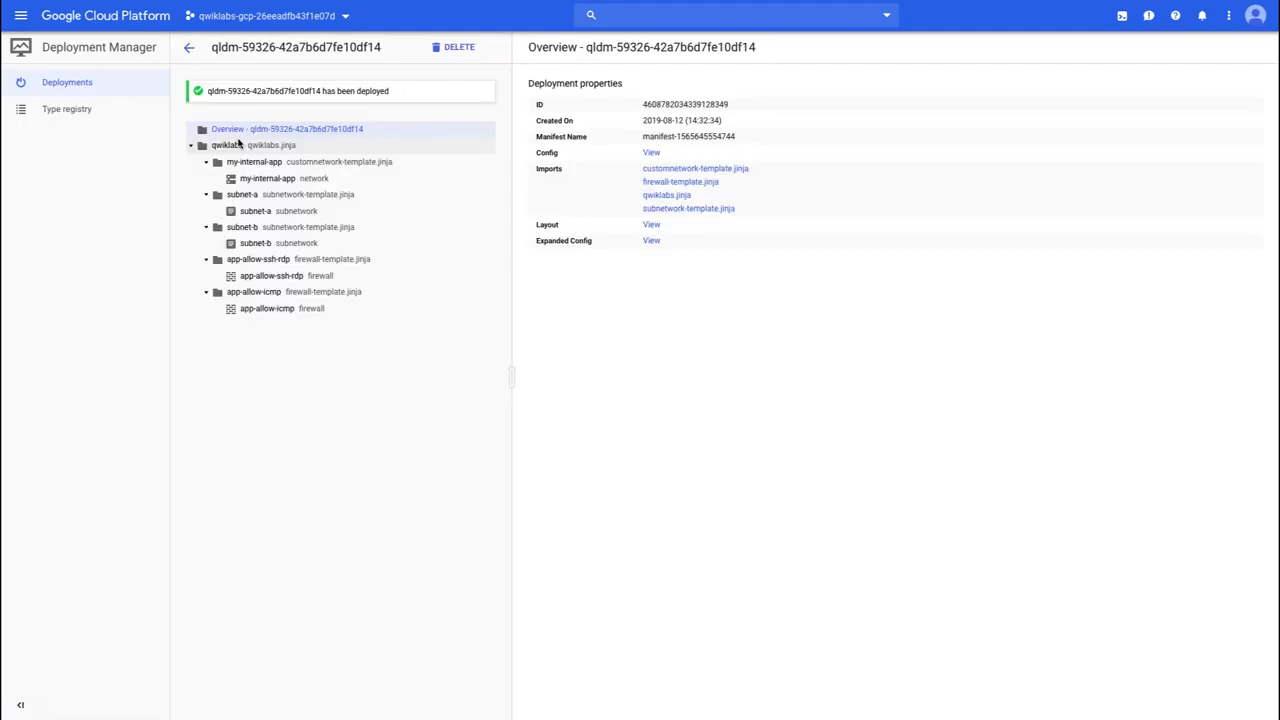 Google Cloud Platform
qwiklabs-gcp-26eeadfb43f1e07d
Deployment Manager
qldm-59326-42a7b6d7fe10df14
DELETE
Overview - qldm-59326-42a7b6d7fe10df14
Deployments
Type registry
qldm-59326-42a7b6d7fe10df14 has been deployed
Overview - qldm-59326-42a7b6d7fe10df14
qwiklabs qwiklabs.jinja
my-internal-app customnetwork-template.jinja
my-internal-app network
subnet-a subnetwork-template.jinja
subnet-a subnetwork
subnet-b subnetwork-template.jinja
subnet-b subnetwork
app-allow-ssh-rdp firewall-template.jinja
app-allow-ssh-rdp firewall
app-allow-icmp firewall-template.jinja
app-allow-icmp firewall
Deployment properties
ID 4608782034339128349
Created On 2019-08-12 (14:32:34)
Manifest Name manifest-1565645554744
Config View
Imports customnetwork-template.jinja
firewall-template.jinja
qwiklabs.jinja
subnetwork-template.jinja
Layout View
Expanded Config View